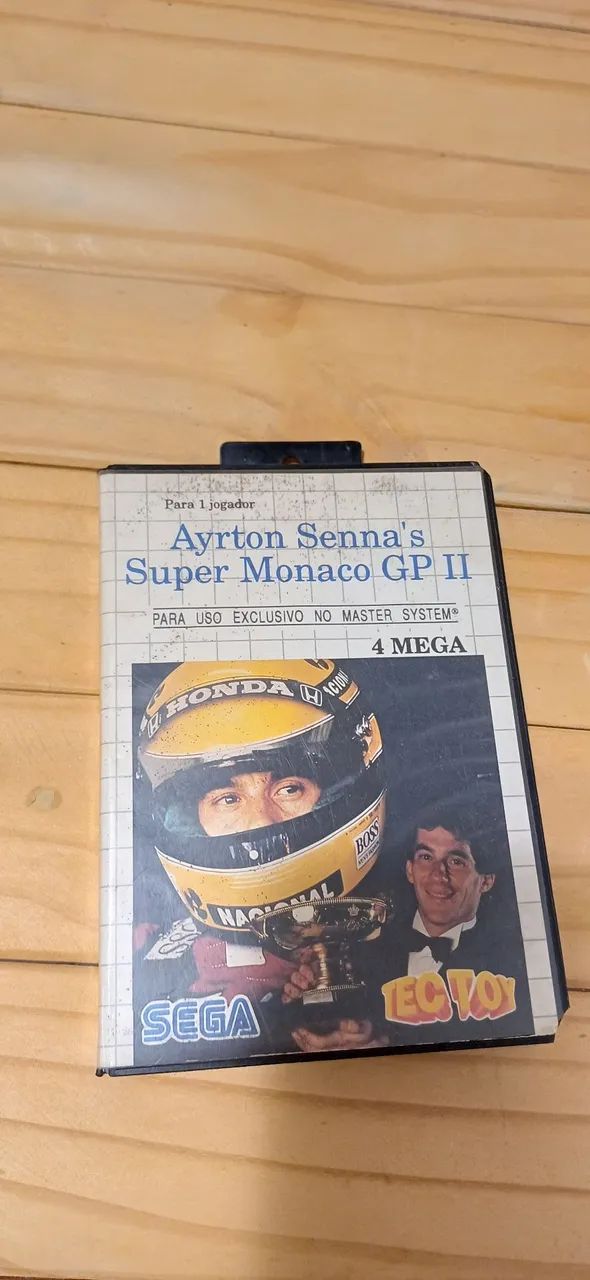 Para 1 jogador
Ayrton Senna's
Super Monaco GP II
PARA USO EXCLUSIVO NO MASTER SYSTEM®
4 MEGA
HONDA
NACIONAL
BOSS
SEGA
TEC TOY